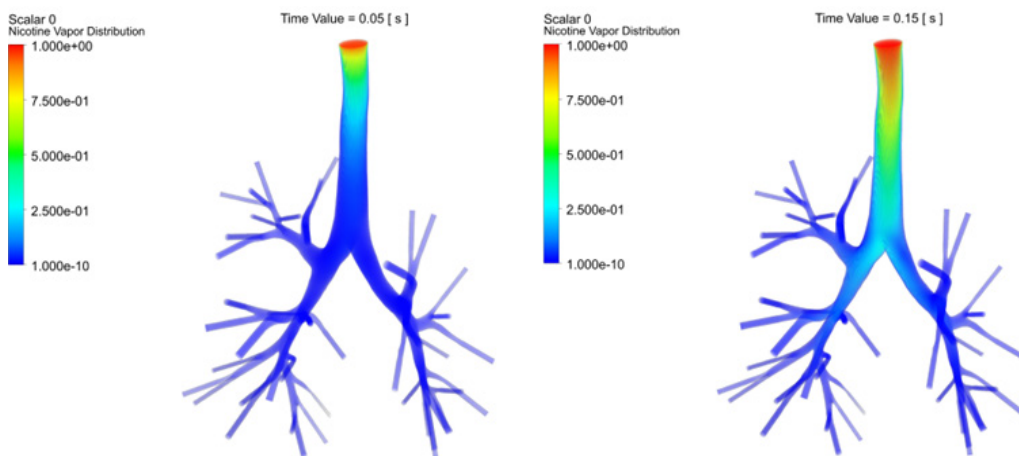 Scalar 0
Nicotine Vapor Distribution
1.000e+00
7.500e-01
5.000e-01
2.500e-01
1.000e-10
Time Value = 0.05 [ s ]
Scalar 0
Nicotine Vapor Distribution
1.000e+00
7.500e-01
5.000e-01
2.500e-01
1.000e-10
Time Value = 0.15 [ s ]